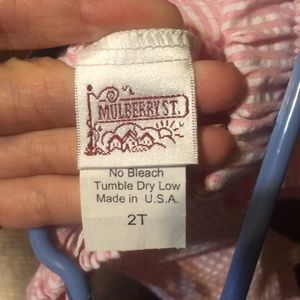 MULBERRY ST.
No Bleach
Tumble Dry Low
Made in U.S.A.
2T